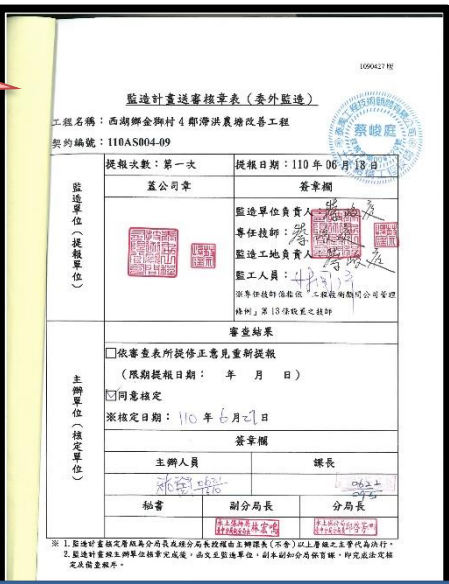 1090427版
監造計畫送審核章表（委外監造）
工程名稱：西湖鄉金獅村4鄰滯洪農塘改善工程
契約編號：110AS004-09
蔡峻庭
監造單位（提報單位）
提報次數：第一次
提報日期：110年06月18日
蓋公司章
簽章欄
監造單位負責人：
專任技師：
監造工地負責人：
監工人員：
※專任技師係指依「工程技術顧問公司管理
條例」第13條設置之技師
主辦單位（核定單位）
審查結果
□依審查表所提修正意見重新提報
（限期提報日期：　年　月　日）
☑同意核定
※核定日期：110年6月21日
簽章欄
主辦人員
課長
0622
祕書
副分局長
分局長
※ 1.監造計畫核定層級為分局長或經分局長授權由主辦課長(不含)以上層級之主管代為決行。
2.監造計畫經主辦單位核章完成後，函文至監造單位，副本副知分局保育課，即完成法定核
定及備查程序。